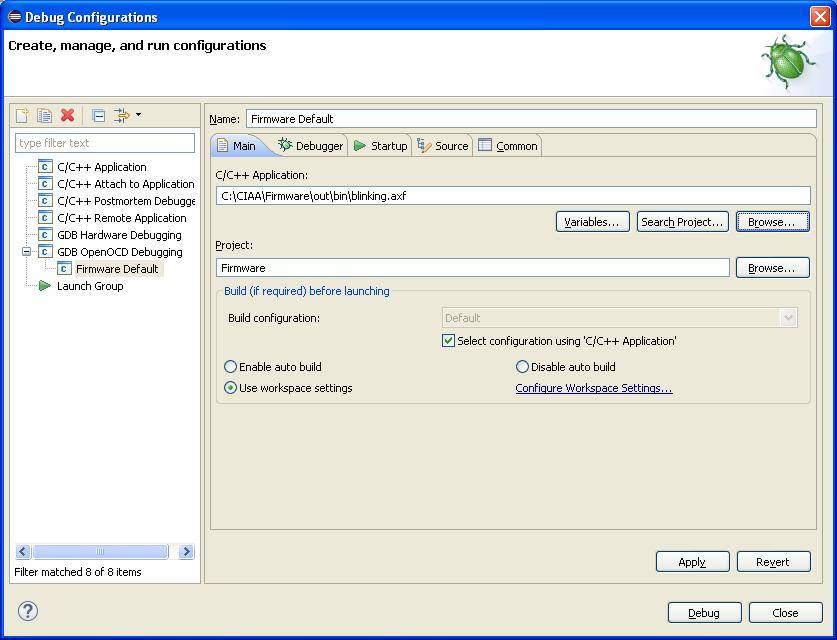 Debug Configurations
Create, manage, and run configurations
type filter text
C/C++ Application
C/C++ Attach to Application
C/C++ Postmortem Debugge
C/C++ Remote Application
GDB Hardware Debugging
GDB OpenOCD Debugging
Firmware Default
Launch Group
Filter matched 8 of 8 items
Name: Firmware Default
Main Debugger Startup Source Common
C/C++ Application:
C:\CIAA\Firmware\out\bin\blinking.axf
Variables... Search Project... Browse...
Project:
Firmware Browse...
Build (if required) before launching
Build configuration: Default
Select configuration using 'C/C++ Application'
Enable auto build Disable auto build
Use workspace settings Configure Workspace Settings...
Apply Revert
Debug Close